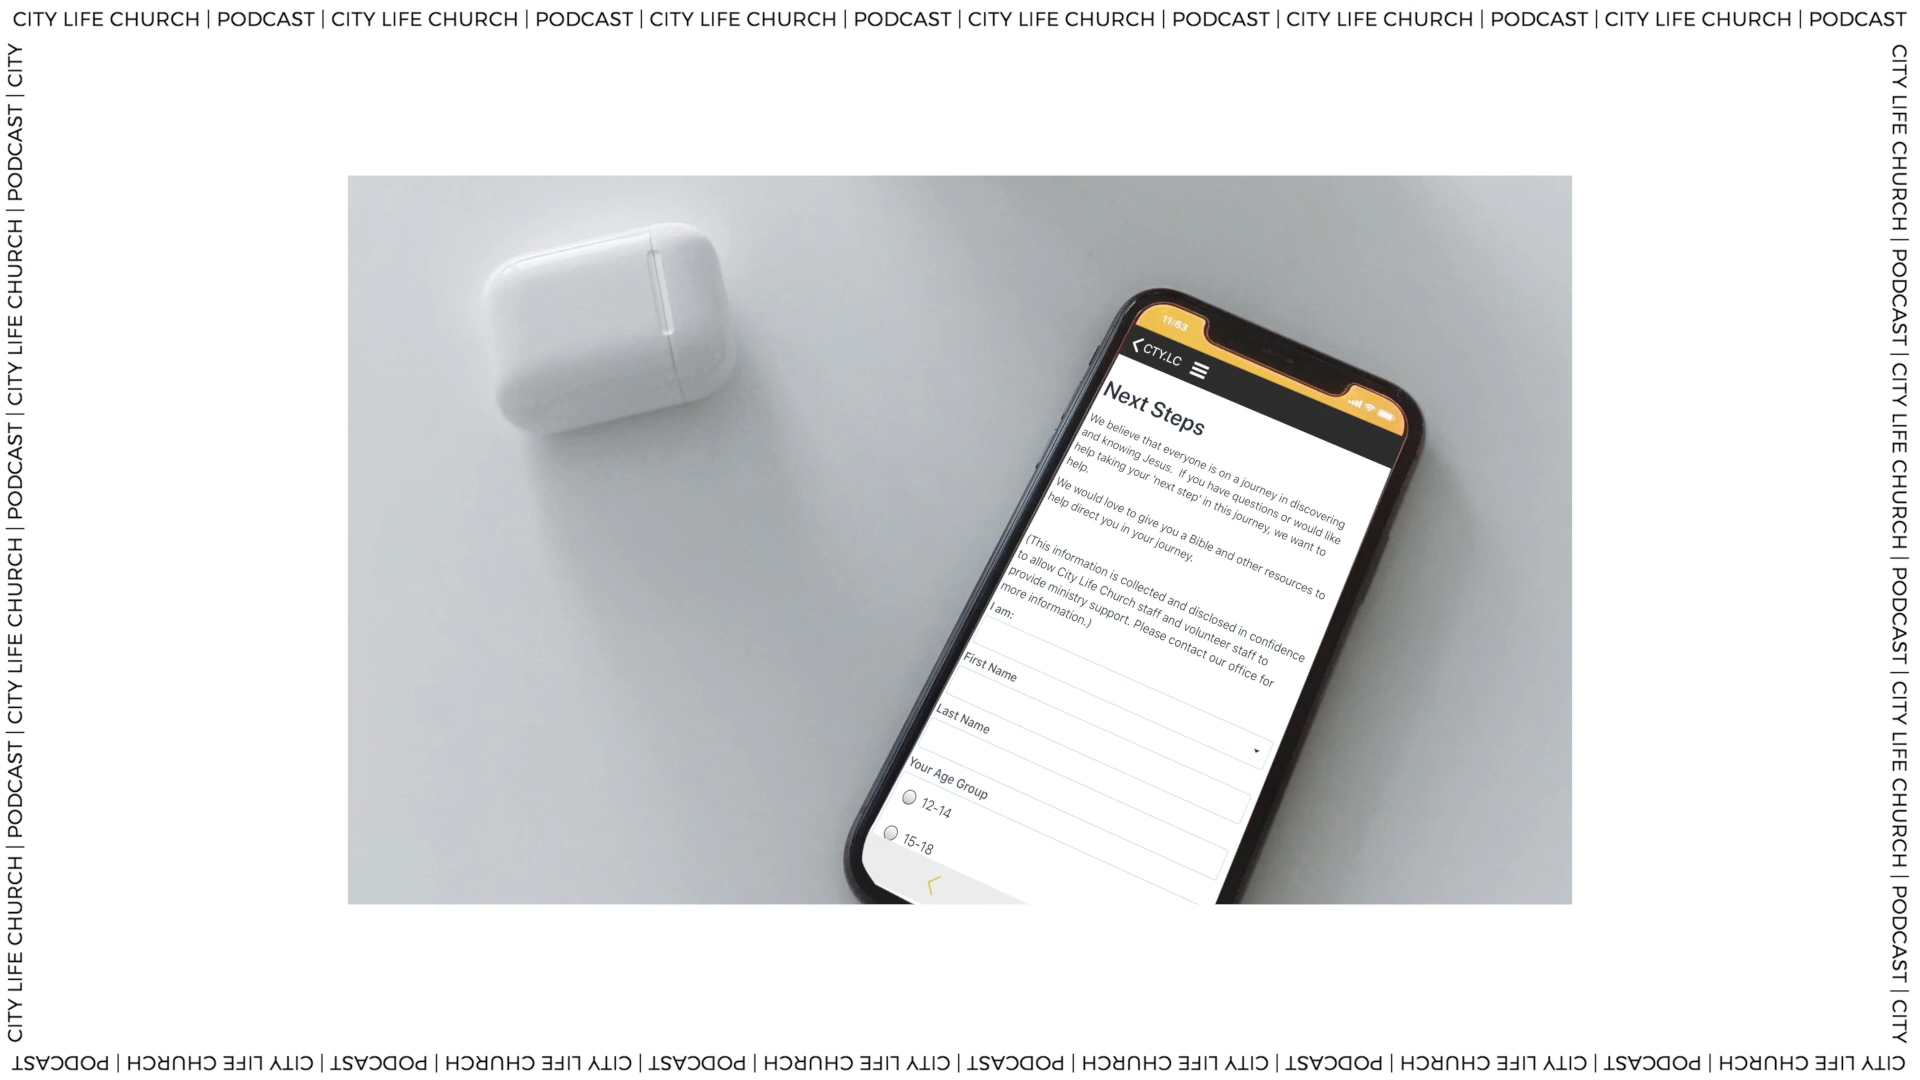 CITY LIFE CHURCH | PODCAST | CITY LIFE CHURCH | PODCAST | CITY LIFE CHURCH | PODCAST | CITY LIFE CHURCH | PODCAST | CITY LIFE CHURCH | PODCAST | CITY LIFE CHURCH | PODCAST
CITY LIFE CHURCH | PODCAST | CITY LIFE CHURCH | PODCAST | CITY LIFE CHURCH | PODCAST | CITY
CITY LIFE CHURCH | PODCAST | CITY LIFE CHURCH | PODCAST | CITY LIFE CHURCH | PODCAST | CITY
11:53
CTY.LC
Next Steps
We believe that everyone is on a journey in discovering
and knowing Jesus. If you have questions or would like
help taking your 'next step' in this journey, we want to
help.
We would love to give you a Bible and other resources to
help direct you in your journey.
(This information is collected and disclosed in confidence
to allow City Life Church staff and volunteer staff to
provide ministry support. Please contact our office for
more information.)
I am:
First Name
Last Name
Your Age Group
12-14
15-18
CITY LIFE CHURCH | PODCAST | CITY LIFE CHURCH | PODCAST | CITY LIFE CHURCH | PODCAST | CITY LIFE CHURCH | PODCAST | CITY LIFE CHURCH | PODCAST | CITY LIFE CHURCH | PODCAST